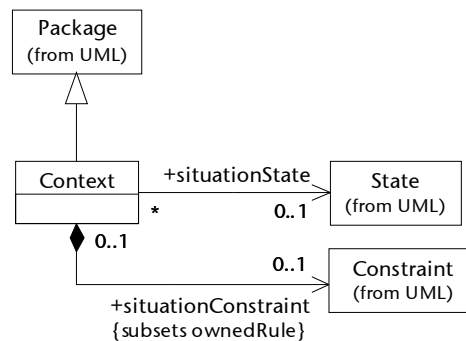 Package
(from UML)
Context
+situationState
State
(from UML)
*
0..1
0..1
0..1
Constraint
(from UML)
+situationConstraint
{subsets ownedRule}